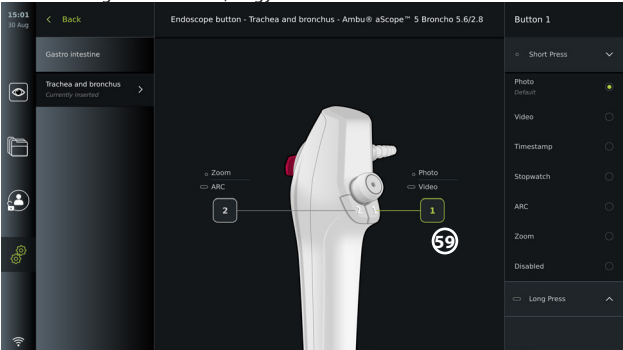 15:01
30 Aug
Back
Endoscope button - Trachea and bronchus - Ambu® aScope™ 5 Broncho 5.6/2.8
Button 1
Gastro intestine
Trachea and bronchus
Currently inserted
Zoom
ARC
2
Photo
Video
1
2
1
59
Short Press
Photo
Default
Video
Timestamp
Stopwatch
ARC
Zoom
Disabled
Long Press